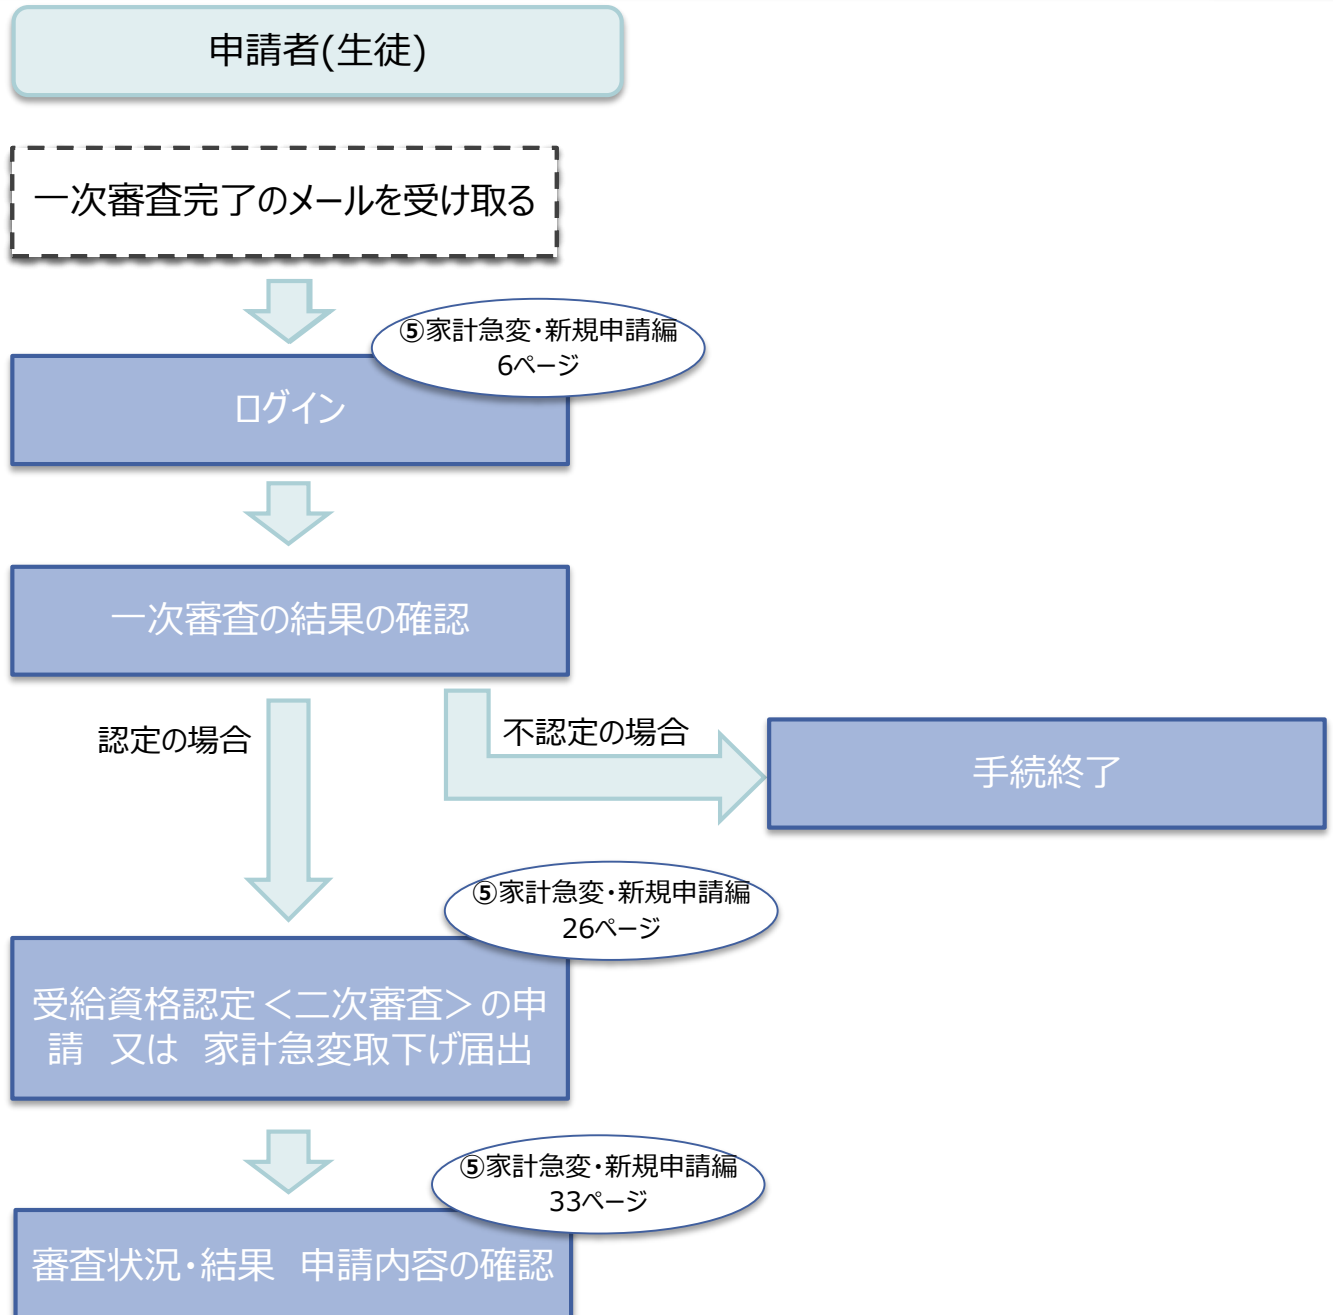 申請者(生徒)
一次審査完了のメールを受け取る
⑤家計急変・新規申請編
6ページ
ログイン
一次審査の結果の確認
認定の場合
不認定の場合
手続終了
⑤家計急変・新規申請編
26ページ
受給資格認定＜二次審査＞の申
請　又は　家計急変取下げ届出
⑤家計急変・新規申請編
33ページ
審査状況・結果　申請内容の確認